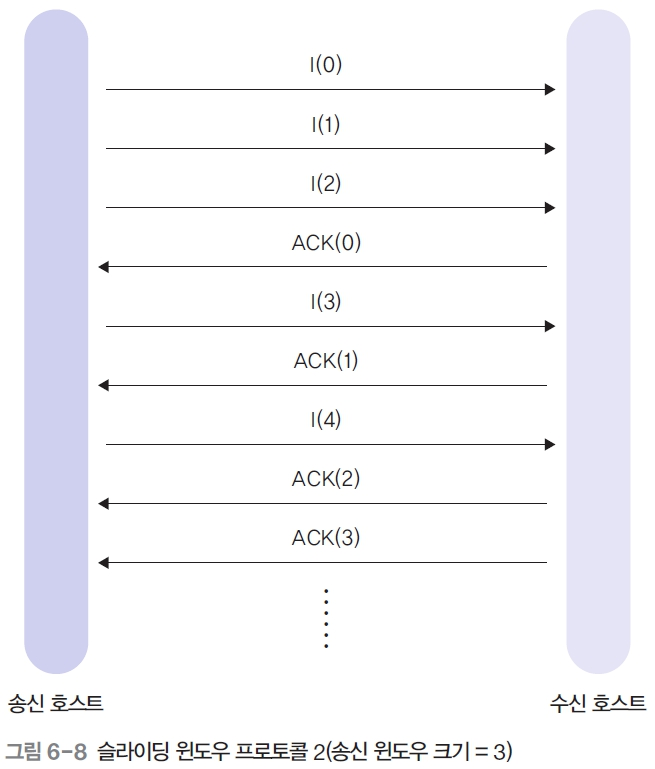 I(0)
I(1)
I(2)
ACK(0)
I(3)
ACK(1)
I(4)
ACK(2)
ACK(3)
송신 호스트
수신 호스트
그림 6-8 슬라이딩 윈도우 프로토콜 2(송신 윈도우 크기 = 3)